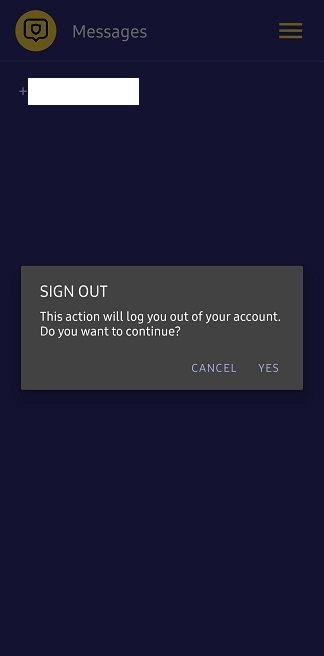 Messages
+
SIGN OUT
This action will log you out of your account.
Do you want to continue?
CANCEL YES